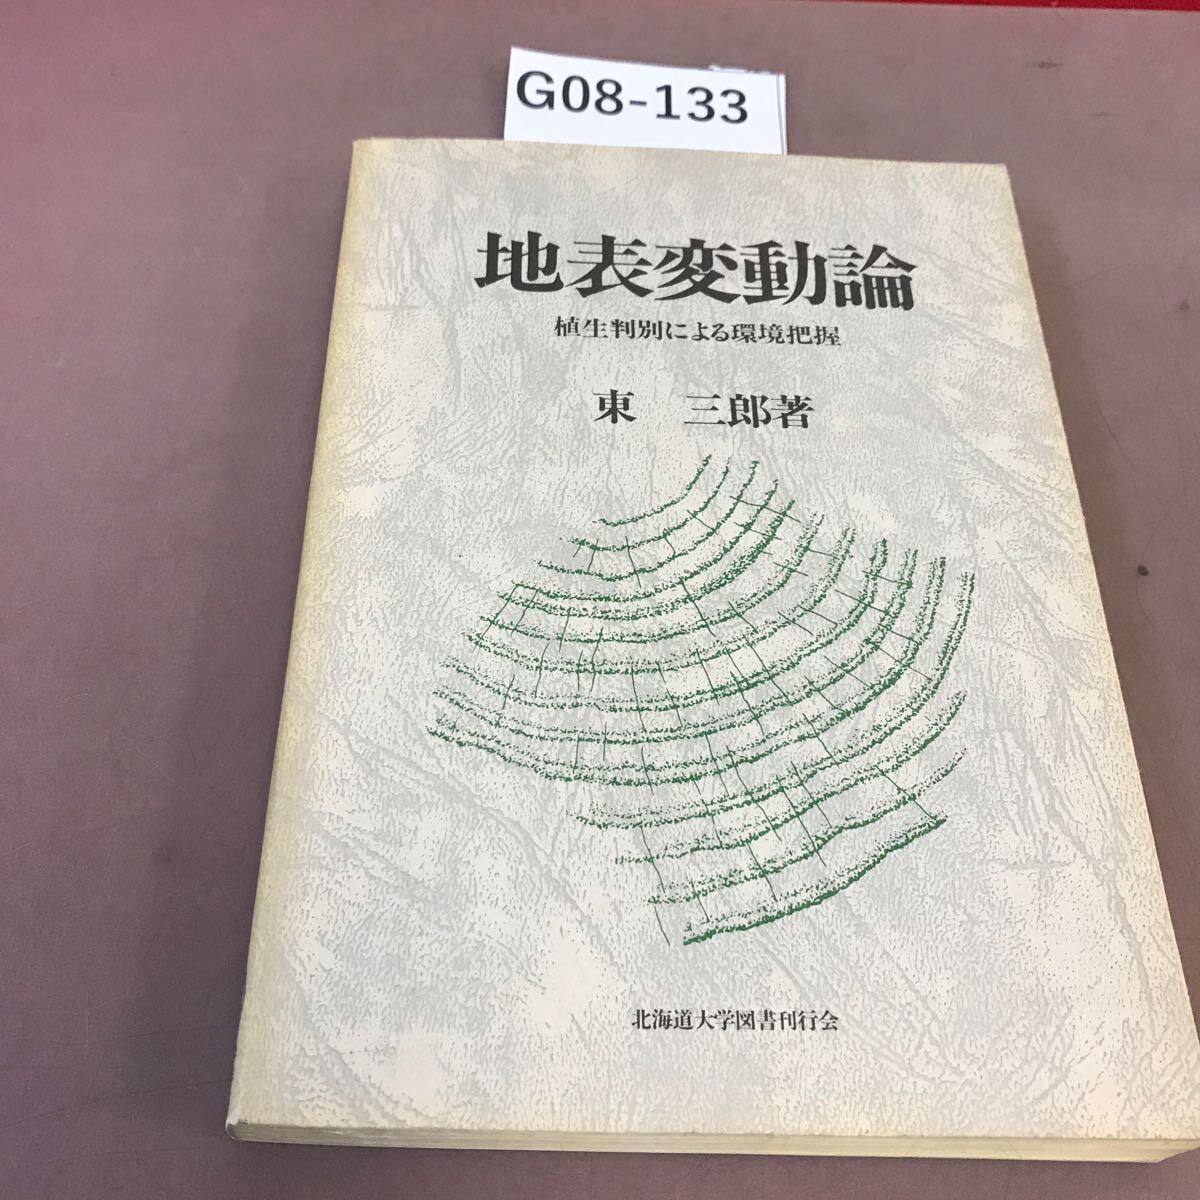 G08-133
地表変動論
植生判別による環境把握
東 三郎著
北海道大学図書刊行会